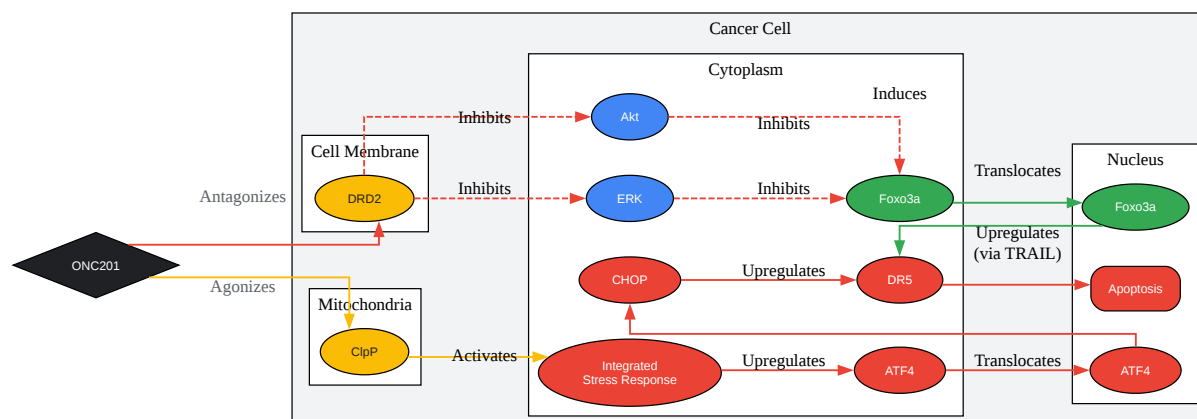 Cancer Cell
Cytoplasm
Induces
Akt
Inhibits
Inhibits
Cell Membrane
Nucleus
Translocates
Antagonizes
DRD2
Inhibits
ERK
Inhibits
Foxo3a
Foxo3a
Upregulates
(via TRAIL)
ONC201
Agonizes
CHOP
Upregulates
DR5
Apoptosis
Mitochondria
ClpP
Activates
Integrated
Stress Response
Upregulates
ATF4
Translocates
ATF4